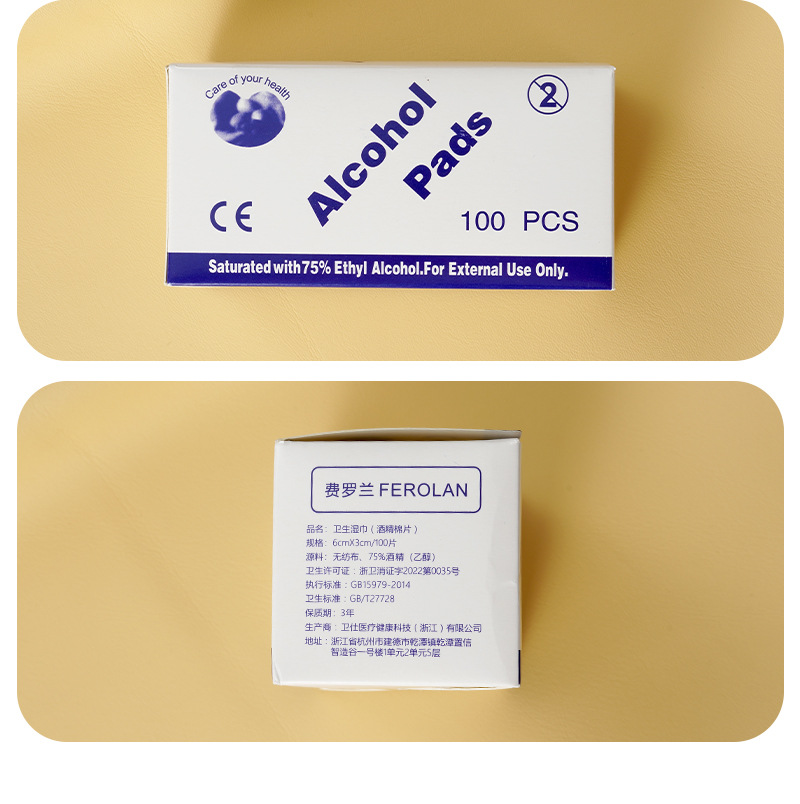 Care of your health
Alcohol
Pads
2
CE
100 PCS
Saturated with 75% Ethyl Alcohol.For External Use Only.
费罗兰 FEROLAN
品名：卫生湿巾（酒精棉片）
规格：6cmX3cm/100片
源料：无纺布、75%酒精（乙醇）
卫生许可证：浙卫消证字2022第0035号
执行标准：GB15979-2014
卫生标准：GB/T27728
保质期：3年
生产商：卫仕医疗健康科技（浙江）有限公司
地址：浙江省杭州市建德市乾潭镇乾潭置信
智造谷一号楼1单元2单元5层